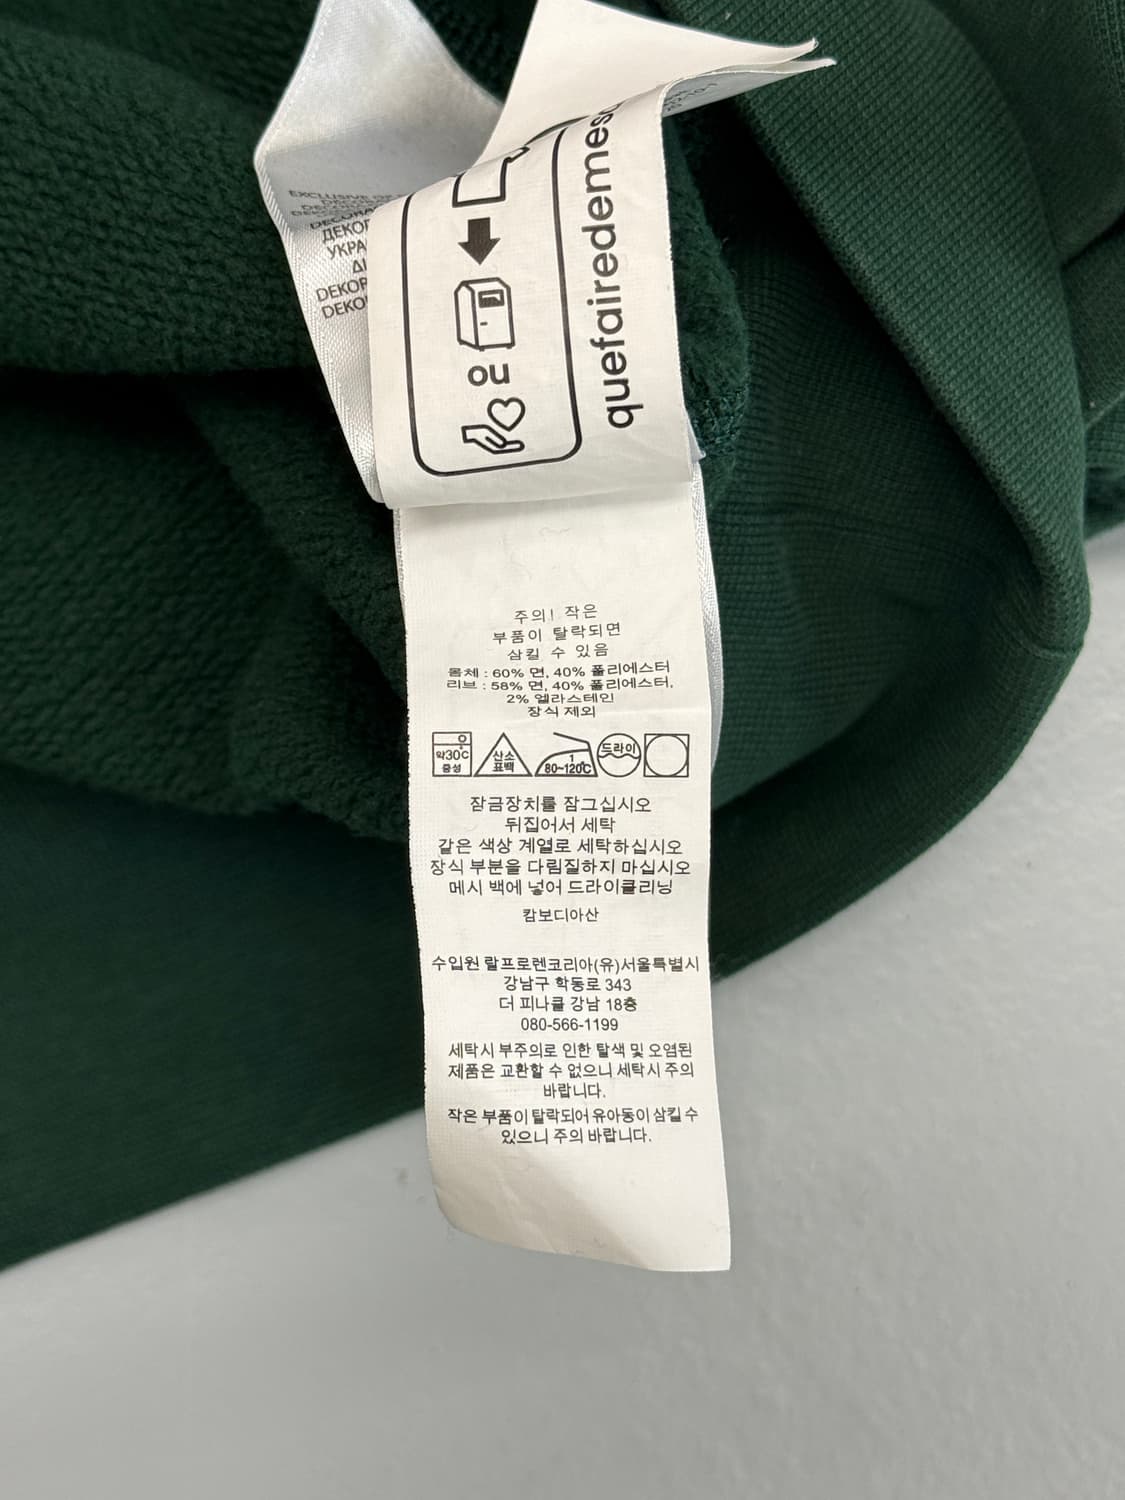 EXCLUSIVE
DECORA
ДЕКОР
УКРА
ΔΙ
DEKOR
DEKO
ou
quefairedemes
주의! 작은
부품이 탈락되면
삼킬 수 있음
몸체 : 60% 면, 40% 폴리에스터
리브 : 58% 면, 40% 폴리에스터,
2% 엘라스테인
장식 제외
약30℃
중성
산소
표백
1
80~120℃
드라이
잠금장치를 잠그십시오
뒤집어서 세탁
같은 색상 계열로 세탁하십시오
장식 부분을 다림질하지 마십시오
메시 백에 넣어 드라이클리닝
캄보디아산
수입원 랄프로렌코리아(유)서울특별시
강남구 학동로 343
더 피나클 강남 18층
080-566-1199
세탁시 부주의로 인한 탈색 및 오염된
제품은 교환할 수 없으니 세탁시 주의
바랍니다.
작은 부품이 탈락되어 유아동이 삼킬 수
있으니 주의 바랍니다.